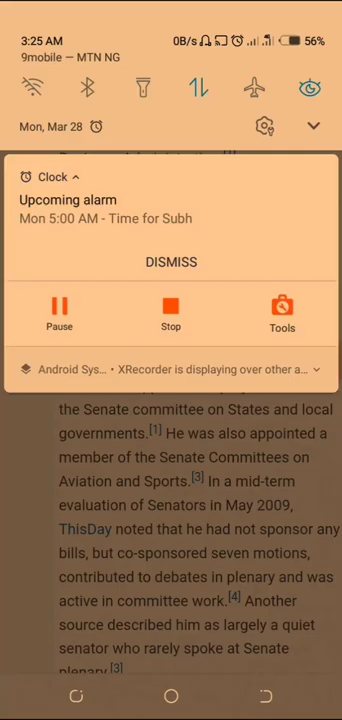 3:25 AM 0B/s 56%
9mobile — MTN NG
Mon, Mar 28
Clock
Upcoming alarm
Mon 5:00 AM - Time for Subh
DISMISS
Pause Stop Tools
Android Sys... • XRecorder is displaying over other a...
the Senate committee on States and local
governments.[1] He was also appointed a
member of the Senate Committees on
Aviation and Sports.[3] In a mid-term
evaluation of Senators in May 2009,
ThisDay noted that he had not sponsor any
bills, but co-sponsored seven motions,
contributed to debates in plenary and was
active in committee work.[4] Another
source described him as largely a quiet
senator who rarely spoke at Senate
plenary.[3]